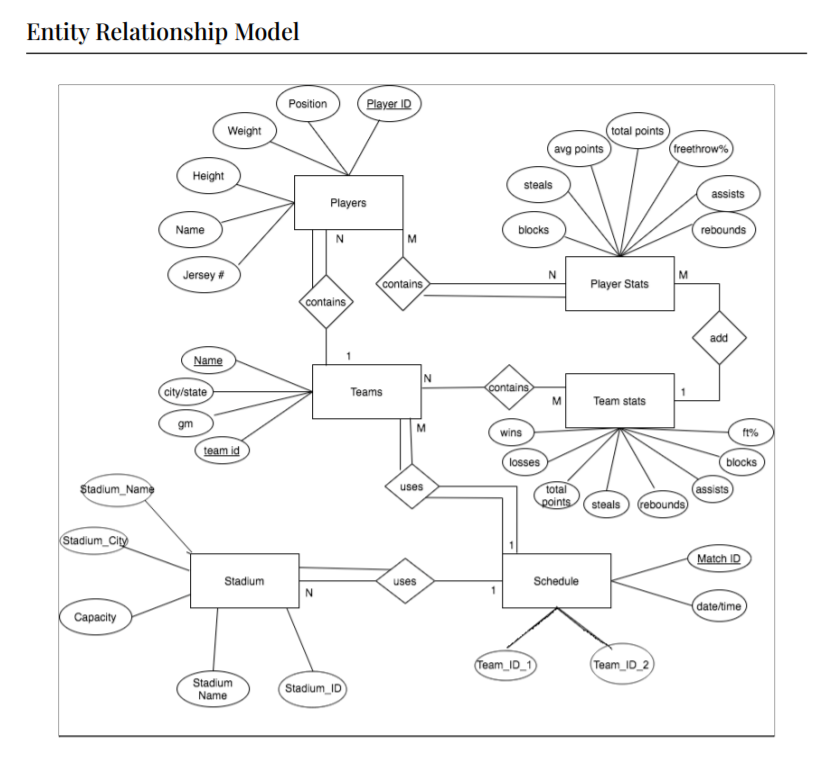 Entity Relationship Model
Position
Player ID
Weight
Height
Name
Jersey #
Players
N
M
contains
contains
total points
avg points
freethrow%
steals
assists
blocks
rebounds
N
Player Stats
M
add
1
1
Name
city/state
gm
team id
Teams
N
M
contains
M
Team stats
wins
losses
total
points
steals
rebounds
assists
blocks
ft%
uses
1
Stadium_Name
Stadium_City
Capacity
Stadium
Name
Stadium_ID
Stadium
N
uses
1
Schedule
Match ID
date/time
Team_ID_1
Team_ID_2